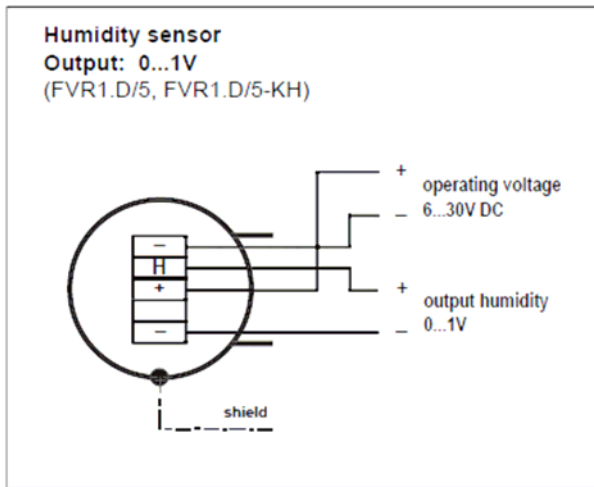 Humidity sensor
Output: 0...1V
(FVR1.D/5, FVR1.D/5-KH)
+
operating voltage
– 6...30V DC
–
H
+
+
output humidity
–
– 0...1V
shield